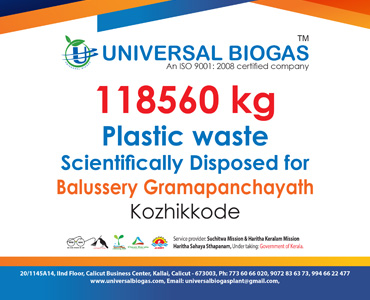 TM
UNIVERSAL BIOGAS
An ISO 9001: 2008 certified company
118560 kg
Plastic waste
Scientifically Disposed for
Balussery Gramapanchayath
Kozhikkode
Service provider: Suchitwa Mission & Haritha Keralam Mission
Haritha Sahaya Sthapanam, Under taking: Government of Kerala.
20/1145A14, IInd Floor, Calicut Business Center, Kallai, Calicut - 673003, Ph: 773 60 66 020, 9072 83 63 73, 994 66 22 477
www.universalbiogas.com, Email: universalbiogasplant@gmail.com,